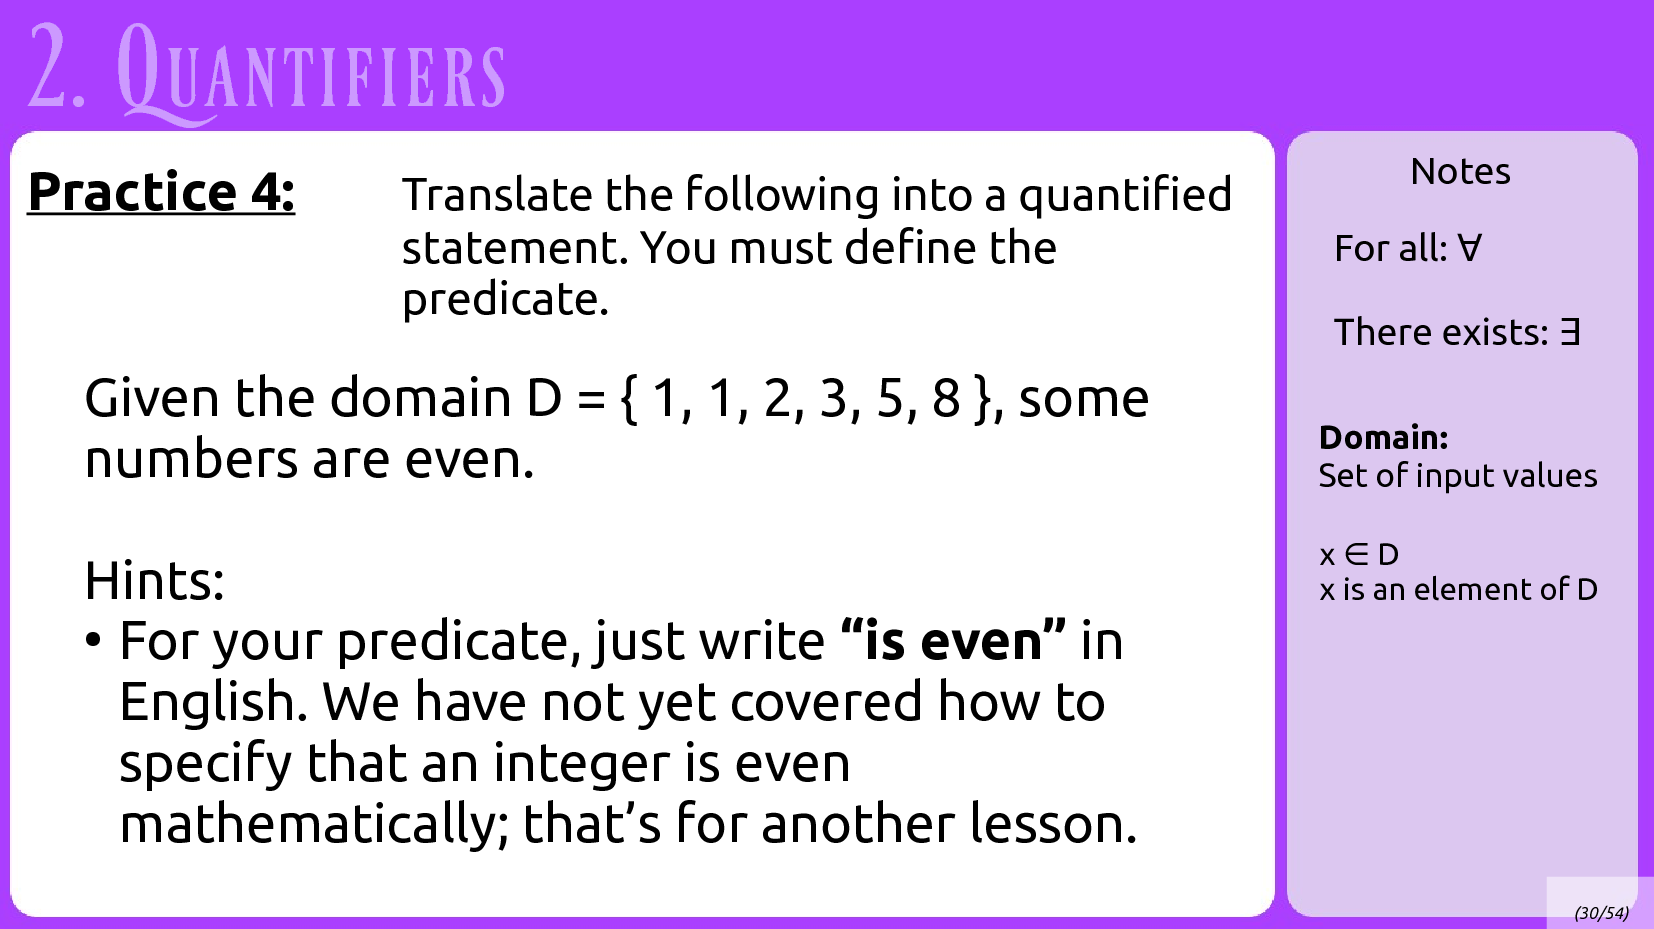 2. Quantifiers
Practice 4:
Translate the following into a quantified
statement. You must define the
predicate.
Given the domain D = { 1, 1, 2, 3, 5, 8 }, some
numbers are even.
Hints:
• For your predicate, just write “is even” in
English. We have not yet covered how to
specify that an integer is even
mathematically; that’s for another lesson.
Notes
For all: ∀
There exists: ∃
Domain:
Set of input values
x ∈ D
x is an element of D
(30/54)